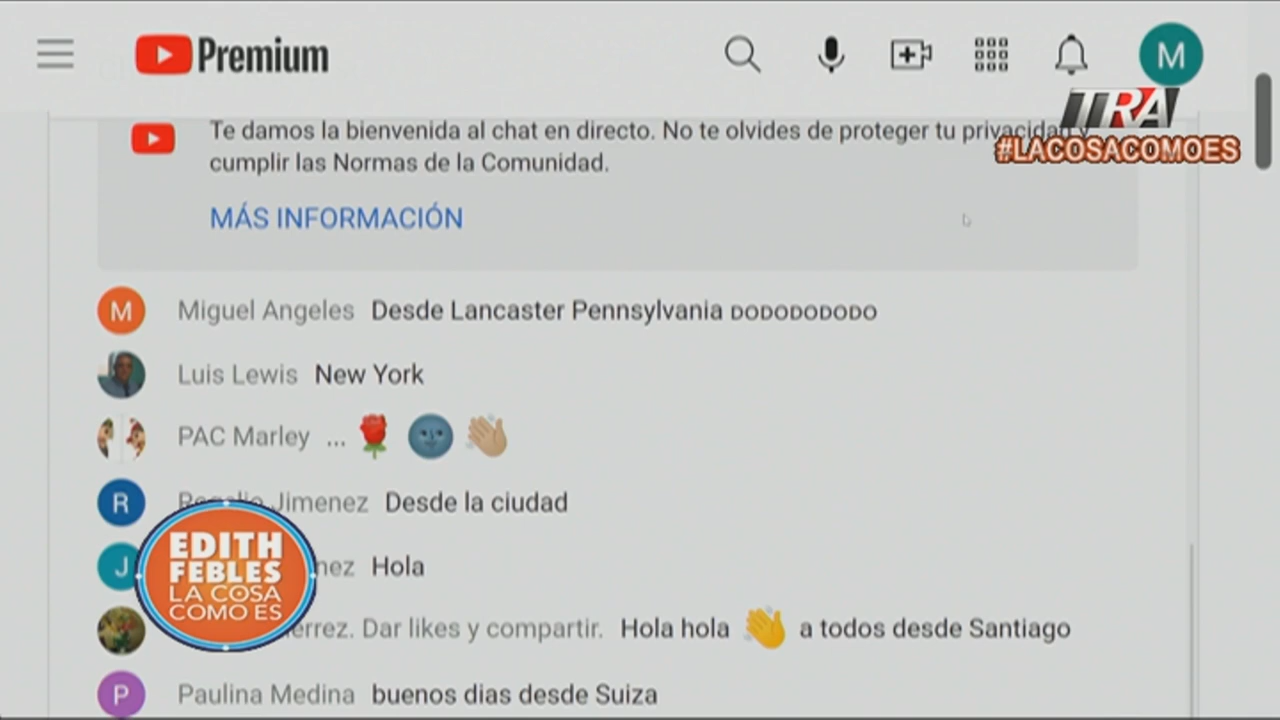 Premium
M
TRA
#LACOSACOMOES
Te damos la bienvenida al chat en directo. No te olvides de proteger tu privacidad y
cumplir las Normas de la Comunidad.
MÁS INFORMACIÓN
M Miguel Angeles Desde Lancaster Pennsylvania DODODODODO
Luis Lewis New York
PAC Marley ...
R Jimenez Desde la ciudad
J nez Hola
EDITH
FEBLES
LA COSA
COMO ES
errez. Dar likes y compartir. Hola hola a todos desde Santiago
P Paulina Medina buenos dias desde Suiza